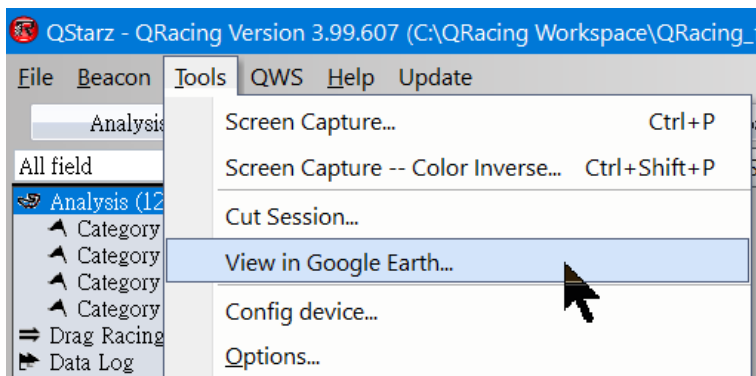 QStarz - QRacing Version 3.99.607 (C:\QRacing Workspace\QRacing_
File Beacon Tools QWS Help Update
Analysis
Screen Capture... Ctrl+P
All field
Screen Capture -- Color Inverse... Ctrl+Shift+P
Analysis (12
Cut Session...
Category
Category
View in Google Earth...
Category
Category
Config device...
Drag Racing
Data Log
Options...